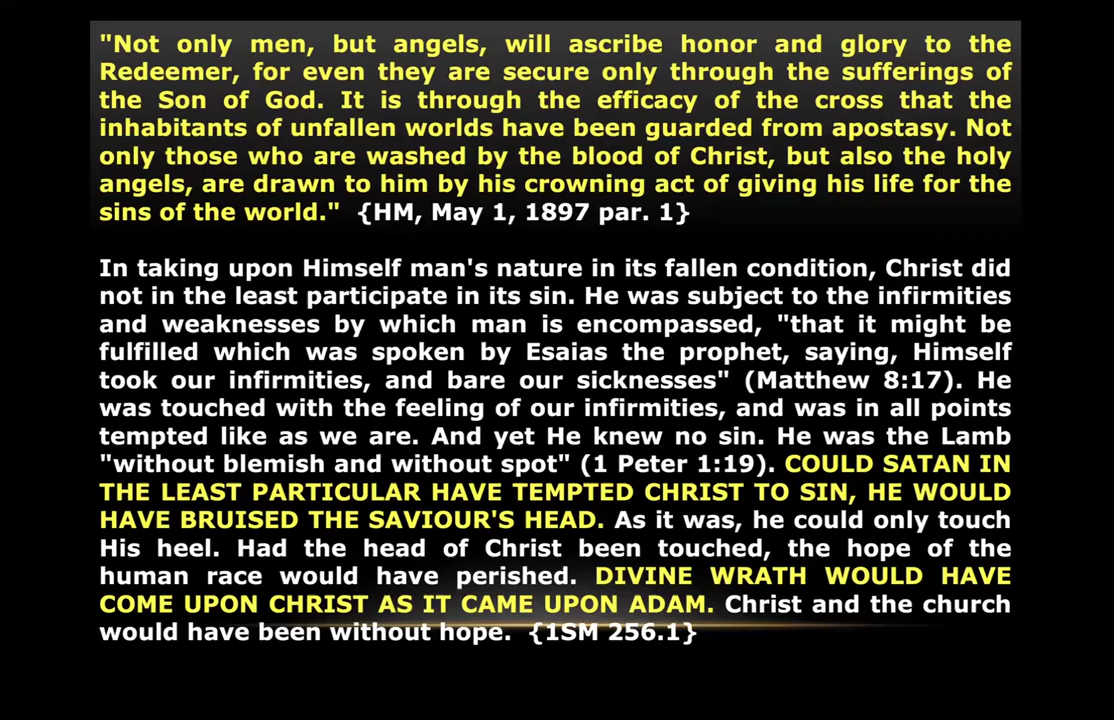 "Not only men, but angels, will ascribe honor and glory to the
Redeemer, for even they are secure only through the sufferings of
the Son of God. It is through the efficacy of the cross that the
inhabitants of unfallen worlds have been guarded from apostasy. Not
only those who are washed by the blood of Christ, but also the holy
angels, are drawn to him by his crowning act of giving his life for the
sins of the world." {HM, May 1, 1897 par. 1}
In taking upon Himself man's nature in its fallen condition, Christ did
not in the least participate in its sin. He was subject to the infirmities
and weaknesses by which man is encompassed, "that it might be
fulfilled which was spoken by Esaias the prophet, saying, Himself
took our infirmities, and bare our sicknesses" (Matthew 8:17). He
was touched with the feeling of our infirmities, and was in all points
tempted like as we are. And yet He knew no sin. He was the Lamb
"without blemish and without spot" (1 Peter 1:19). COULD SATAN IN
THE LEAST PARTICULAR HAVE TEMPTED CHRIST TO SIN, HE WOULD
HAVE BRUISED THE SAVIOUR'S HEAD. As it was, he could only touch
His heel. Had the head of Christ been touched, the hope of the
human race would have perished. DIVINE WRATH WOULD HAVE
COME UPON CHRIST AS IT CAME UPON ADAM. Christ and the church
would have been without hope. {1SM 256.1}